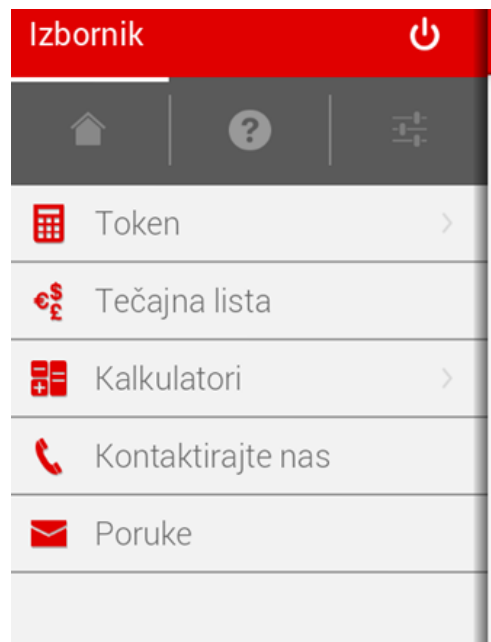 Izbornik
Token
Tečajna lista
Kalkulatori
Kontaktirajte nas
Poruke